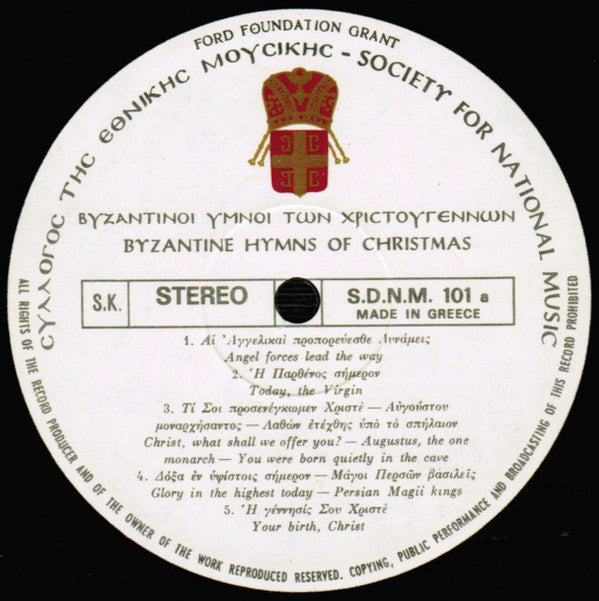 FORD FOUNDATION GRANT
CΥΛΛΟΓΟC ΤΗC ΕΘΝΙΚΗC ΜΟΥCΙΚΗC - SOCIETY FOR NATIONAL MUSIC
ΒΥΖΑΝΤΙΝΟΙ ΥΜΝΟΙ ΤωΝ ΧΡΙCΤΟΥΓΕΝΝωΝ
BYZANTINE HYMNS OF CHRISTMAS
S.K. STEREO S.D.N.M. 101 a
MADE IN GREECE
1. Αἱ Ἀγγελικαὶ προπορεύεσθε Δυνάμεις
Angel forces lead the way
2. Ἡ Παρθένος σήμερον
Today, the Virgin
3. Τί Σοι προσενέγκωμεν Χριστὲ — Αὐγούστου
μοναρχήσαντος — Λαθὼν ἐτέχθης ὑπὸ τὸ σπήλαιον
Christ, what shall we offer you? — Augustus, the one
monarch — You were born quietly in the cave
4. Δόξα ἐν ὑψίστοις σήμερον — Μάγοι Περσῶν βασιλεῖς
Glory in the highest today — Persian Magii kings
5. Ἡ γέννησίς Σου Χριστὲ
Your birth, Christ
ALL RIGHTS OF THE RECORD PRODUCER AND OF THE OWNER OF THE WORK REPRODUCED RESERVED. COPYING, PUBLIC PERFORMANCE AND BROADCASTING OF THIS RECORD PROHIBITED